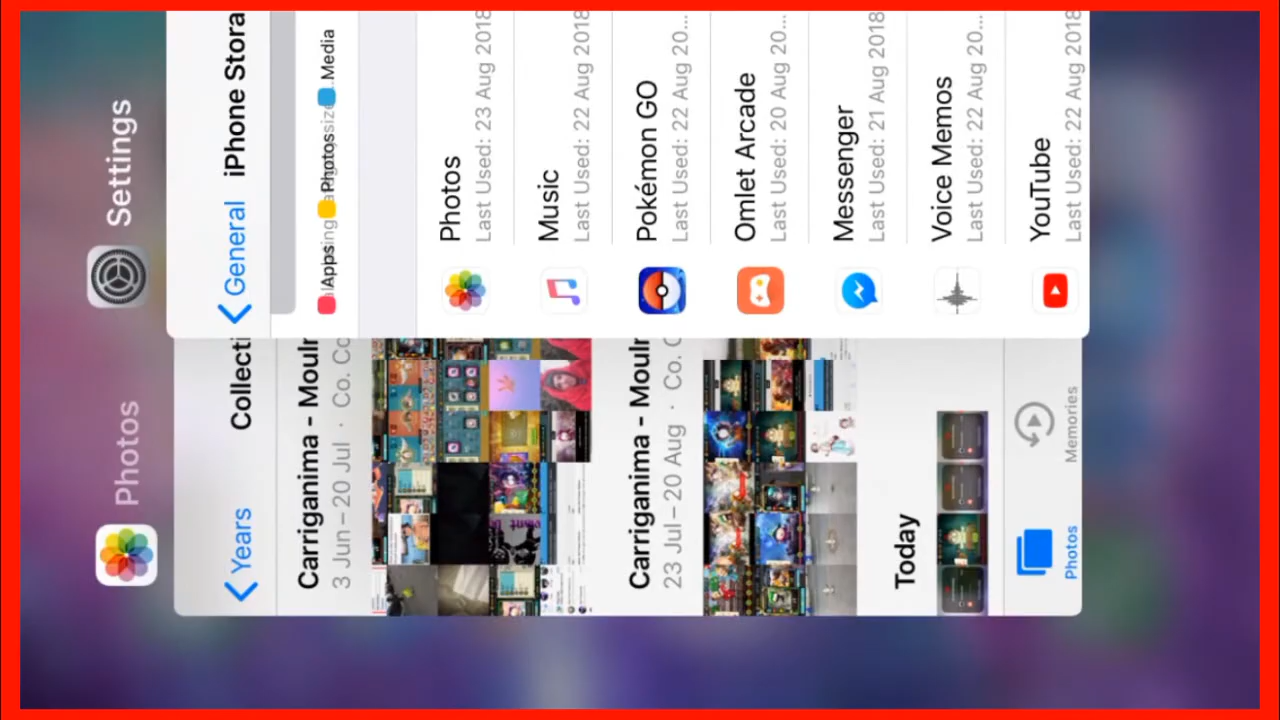 Photos
Settings
Years
Collecti
Carriganima - Moulr
3 Jun – 20 Jul · Co. Co
Carriganima - Moulr
23 Jul – 20 Aug · Co. C
Today
Photos
Memories
General
iPhone Stora
Apps
Photos
Media
Photos
Last Used: 23 Aug 2018
Music
Last Used: 22 Aug 2018
Pokémon GO
Last Used: 22 Aug 20...
Omlet Arcade
Last Used: 20 Aug 20...
Messenger
Last Used: 21 Aug 2018
Voice Memos
Last Used: 22 Aug 20...
YouTube
Last Used: 22 Aug 2018